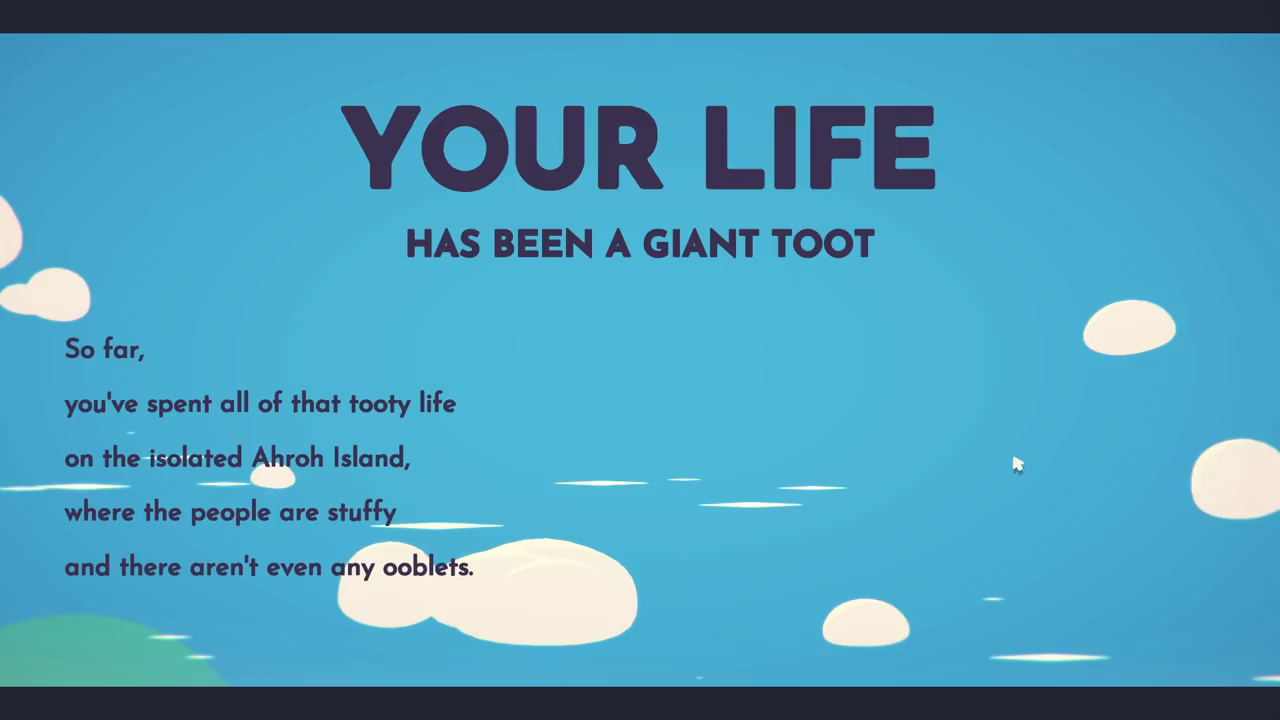 YOUR LIFE
HAS BEEN A GIANT TOOT
So far,
you've spent all of that tooty life
on the isolated Ahroh Island,
where the people are stuffy
and there aren't even any ooblets.